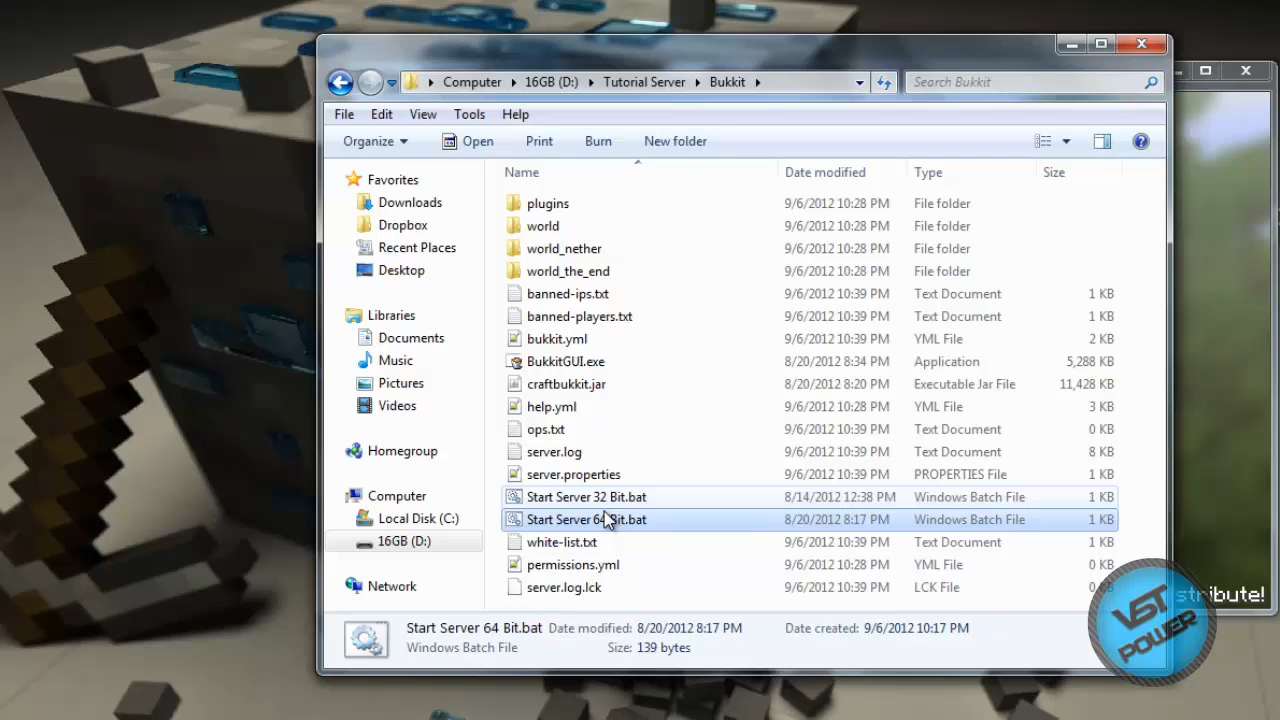 Computer 16GB (D:) Tutorial Server Bukkit Search Bukkit
File Edit View Tools Help
Organize Open Print Burn New folder
Name Date modified Type Size
Favorites
Downloads
Dropbox
Recent Places
Desktop
Libraries
Documents
Music
Pictures
Videos
Homegroup
Computer
Local Disk (C:)
16GB (D:)
Network
plugins 9/6/2012 10:28 PM File folder
world 9/6/2012 10:28 PM File folder
world_nether 9/6/2012 10:28 PM File folder
world_the_end 9/6/2012 10:28 PM File folder
banned-ips.txt 9/6/2012 10:39 PM Text Document 1 KB
banned-players.txt 9/6/2012 10:39 PM Text Document 1 KB
bukkit.yml 9/6/2012 10:39 PM YML File 2 KB
BukkitGUI.exe 8/20/2012 8:34 PM Application 5,288 KB
craftbukkit.jar 8/20/2012 8:20 PM Executable Jar File 11,428 KB
help.yml 9/6/2012 10:28 PM YML File 3 KB
ops.txt 9/6/2012 10:39 PM Text Document 0 KB
server.log 9/6/2012 10:39 PM Text Document 8 KB
server.properties 9/6/2012 10:39 PM PROPERTIES File 1 KB
Start Server 32 Bit.bat 8/14/2012 12:38 PM Windows Batch File 1 KB
Start Server 64 Bit.bat 8/20/2012 8:17 PM Windows Batch File 1 KB
white-list.txt 9/6/2012 10:39 PM Text Document 0 KB
permissions.yml 9/6/2012 10:39 PM YML File 0 KB
server.log.lck 9/6/2012 10:39 PM LCK File 0 KB
Start Server 64 Bit.bat Date modified: 8/20/2012 8:17 PM Date created: 9/6/2012 10:17 PM
Windows Batch File Size: 139 bytes
stribute!
VGT
POWER